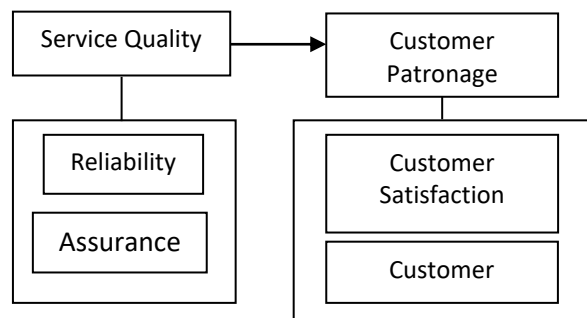 Service Quality
Customer
Patronage
Reliability
Assurance
Customer
Satisfaction
Customer